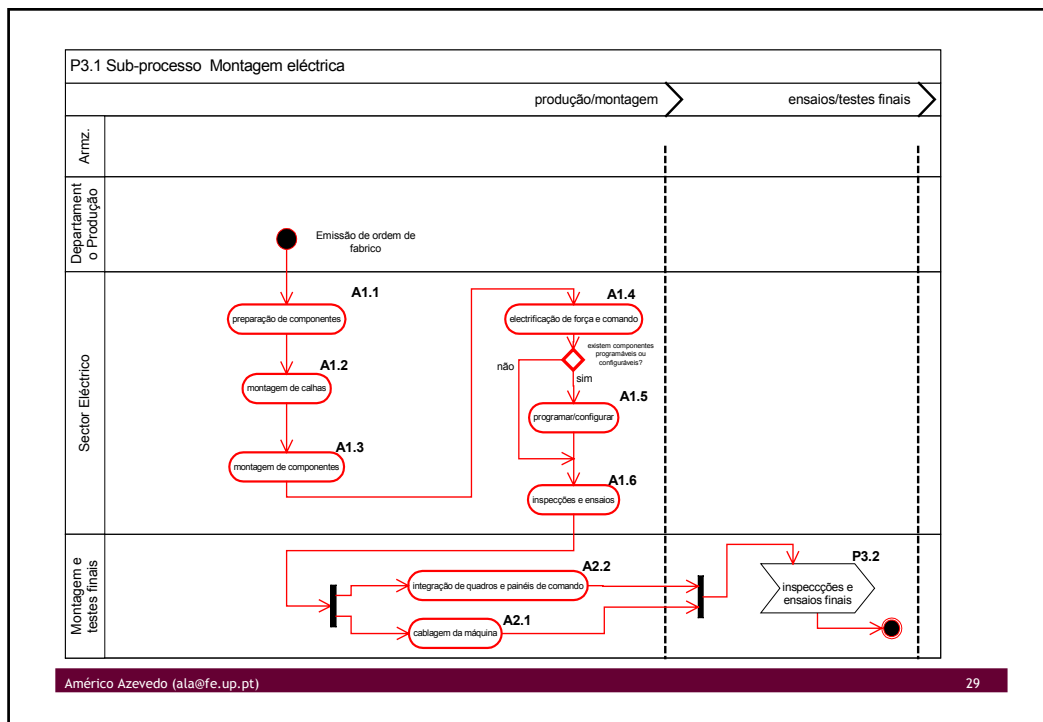 P3.1 Sub-processo Montagem eléctrica
produção/montagem
ensaios/testes finais
Armz.
Departament
o Produção
Emissão de ordem de
fabrico
Sector Eléctrico
A1.1
preparação de componentes
A1.2
montagem de calhas
A1.3
montagem de componentes
A1.4
electrificação de força e comando
existem componentes
programáveis ou
configuráveis?
não
sim
A1.5
programar/configurar
A1.6
inspecções e ensaios
Montagem e
testes finais
A2.2
integração de quadros e painéis de comando
A2.1
cablagem da máquina
P3.2
inspeccções e
ensaios finais
Américo Azevedo (ala@fe.up.pt)
29